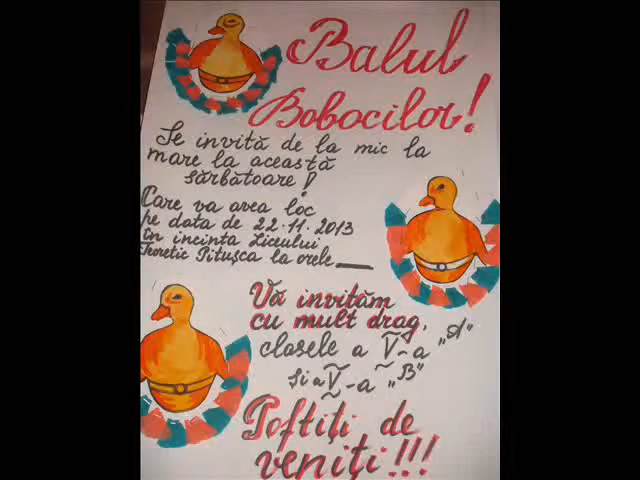 Balul
Bobocilor!
Se invită de la mic la
mare la această
sărbătoare!
Care va avea loc
pe data de 22.11.2013
în incinta Liceului
Teoretic Pitușca la orele____
Vă invităm
cu mult drag,
clasele a V-a „A"
și a V-a „B"
Poftiți de
veniți!!!